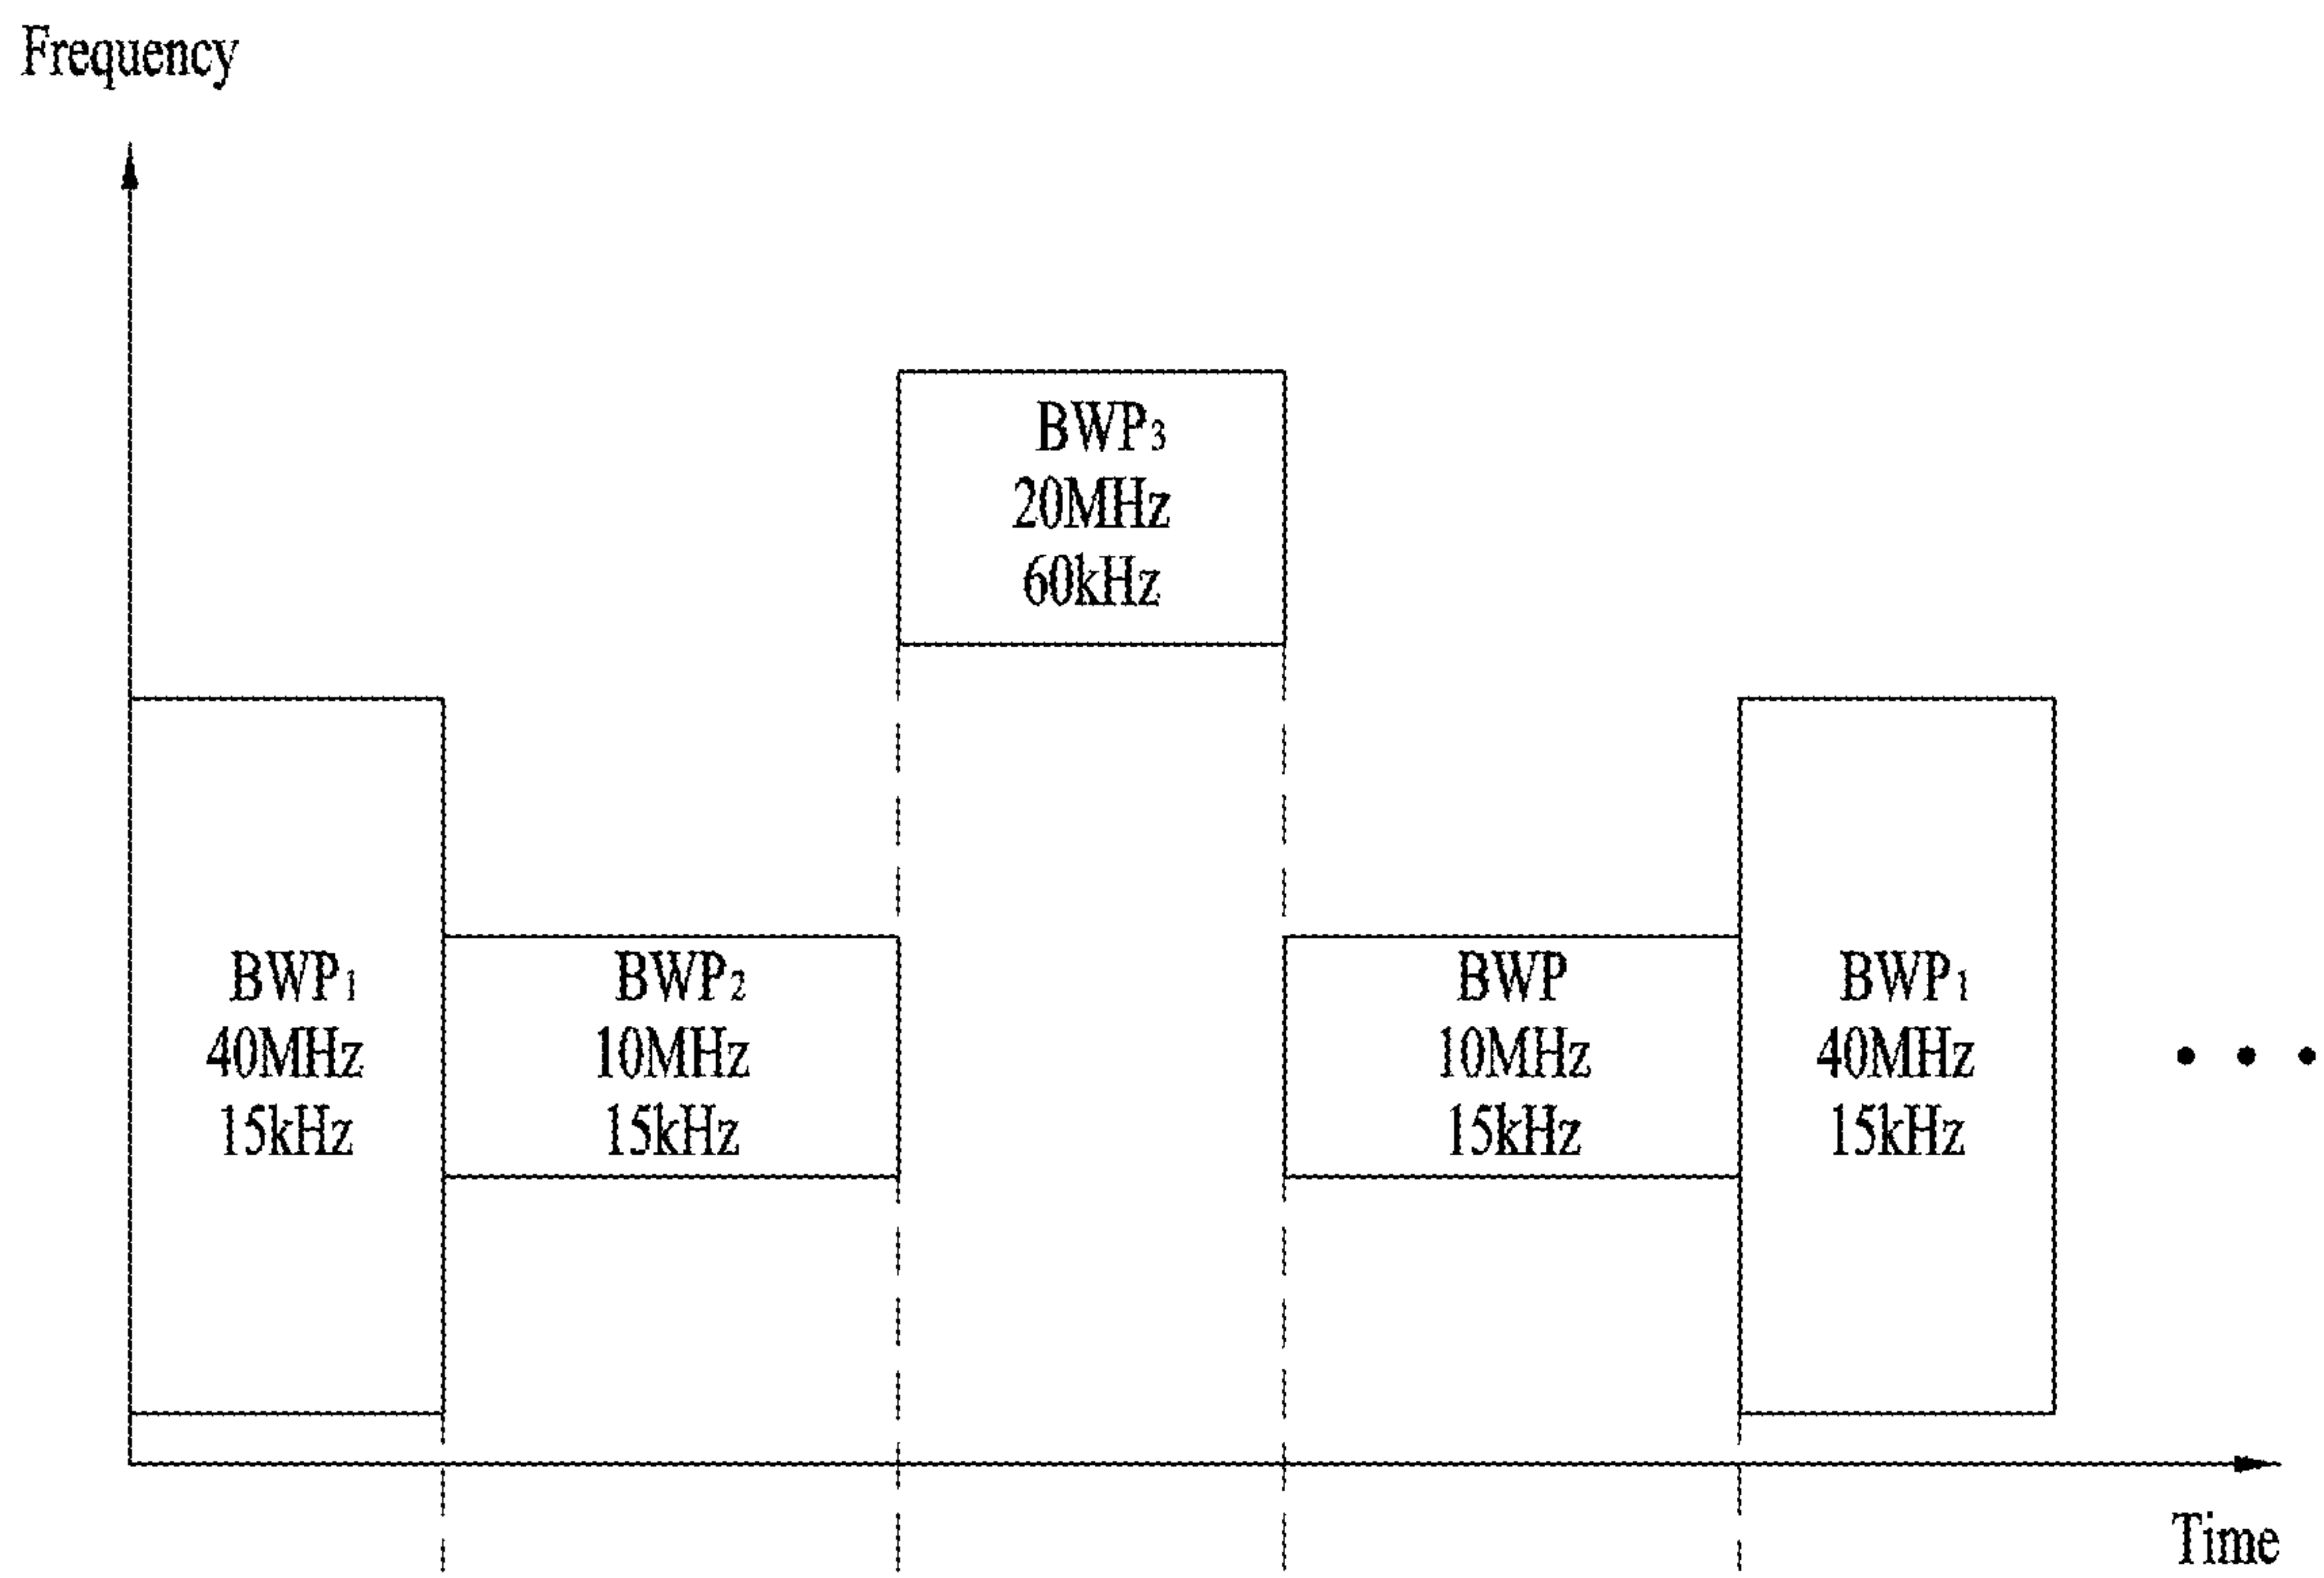 Frequency
BWP₃
20MHz
60kHz
BWP₁
40MHz
15kHz
BWP₂
10MHz
15kHz
BWP
10MHz
15kHz
BWP₁
40MHz
15kHz
• • •
Time